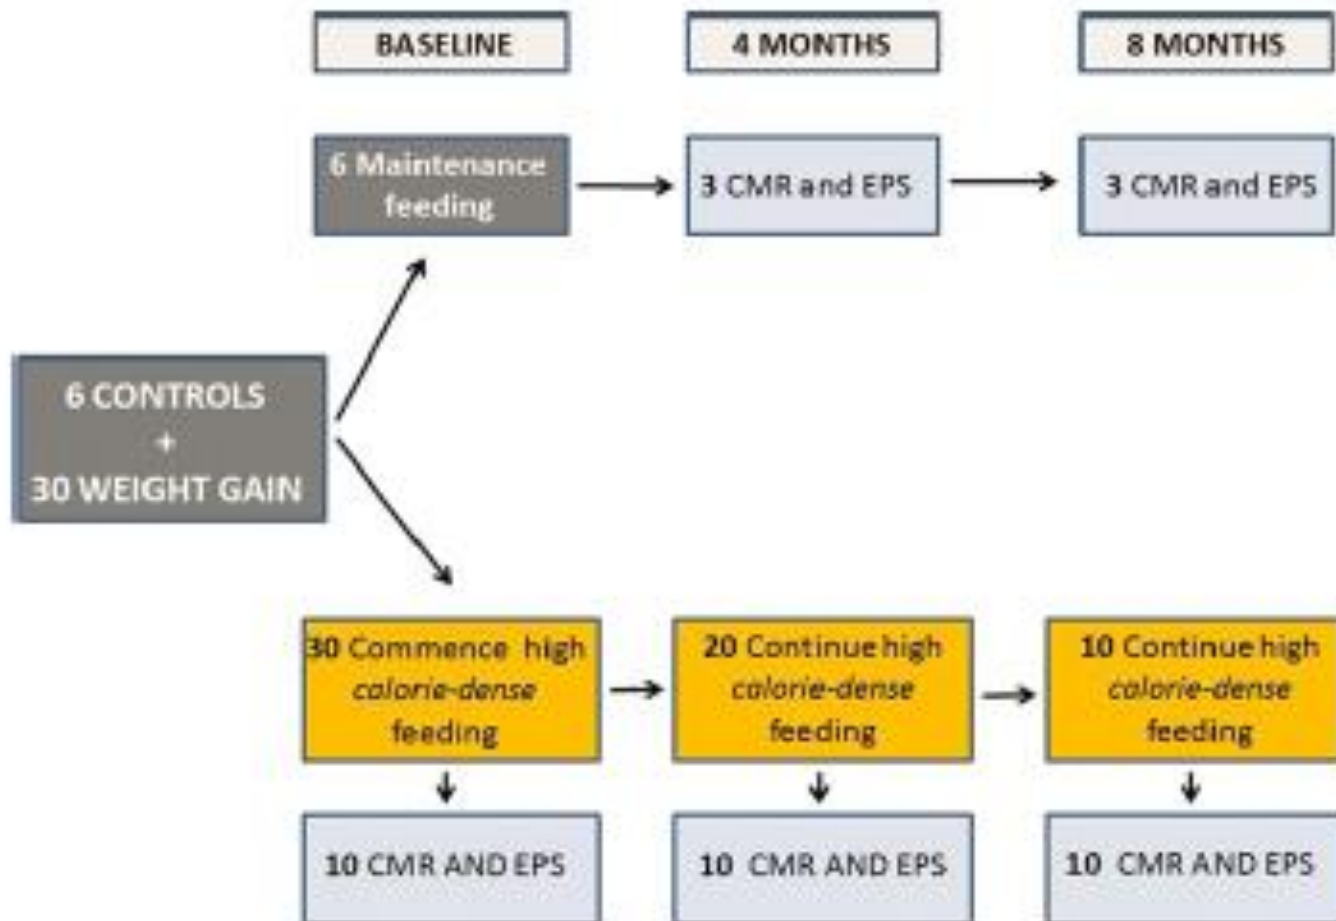 BASELINE
4 MONTHS
8 MONTHS
6 Maintenance
feeding
3 CMR and EPS
3 CMR and EPS
6 CONTROLS
+
30 WEIGHT GAIN
30 Commence high
calorie-dense
feeding
20 Continue high
calorie-dense
feeding
10 Continue high
calorie-dense
feeding
10 CMR AND EPS
10 CMR AND EPS
10 CMR AND EPS